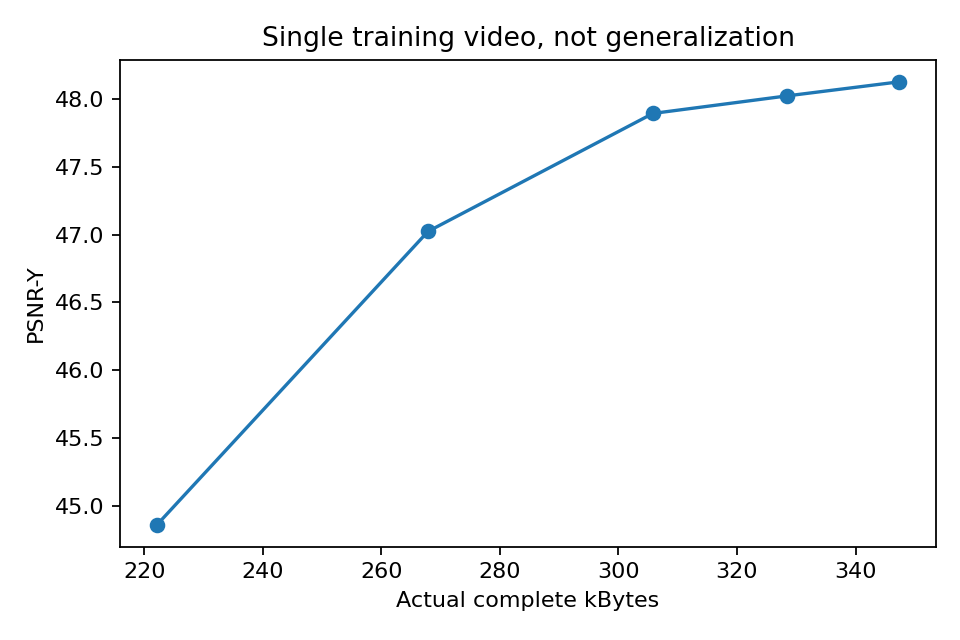 Single training video, not generalization
48.0
47.5
47.0
46.5
46.0
45.5
45.0
PSNR-Y
220 240 260 280 300 320 340
Actual complete kBytes